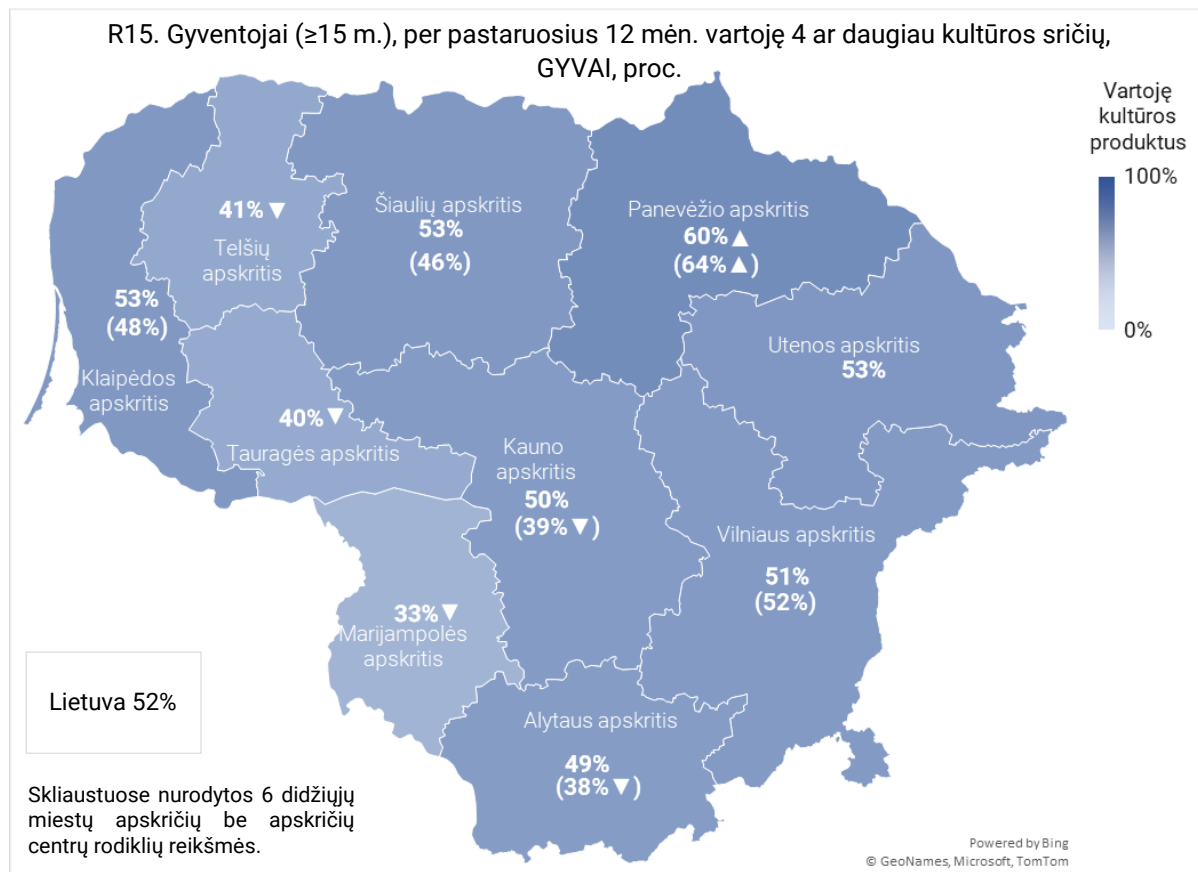 R15. Gyventojai (≥15 m.), per pastaruosius 12 mėn. vartoję 4 ar daugiau kultūros sričių,
GYVAI, proc.
Vartoję
kultūros
produktus
100%
0%
41% ▼
Telšių
apskritis
Šiaulių apskritis
53%
(46%)
Panevėžio apskritis
60% ▲
(64% ▲)
53%
(48%)
Klaipėdos
apskritis
Utenos apskritis
53%
40% ▼
Tauragės apskritis
Kauno
apskritis
50%
(39% ▼)
Vilniaus apskritis
51%
(52%)
33% ▼
Marijampolės
apskritis
Lietuva 52%
Alytaus apskritis
49%
(38% ▼)
Skliaustuose nurodytos 6 didžiųjų
miestų apskričių be apskričių
centrų rodiklių reikšmės.
Powered by Bing
© GeoNames, Microsoft, TomTom